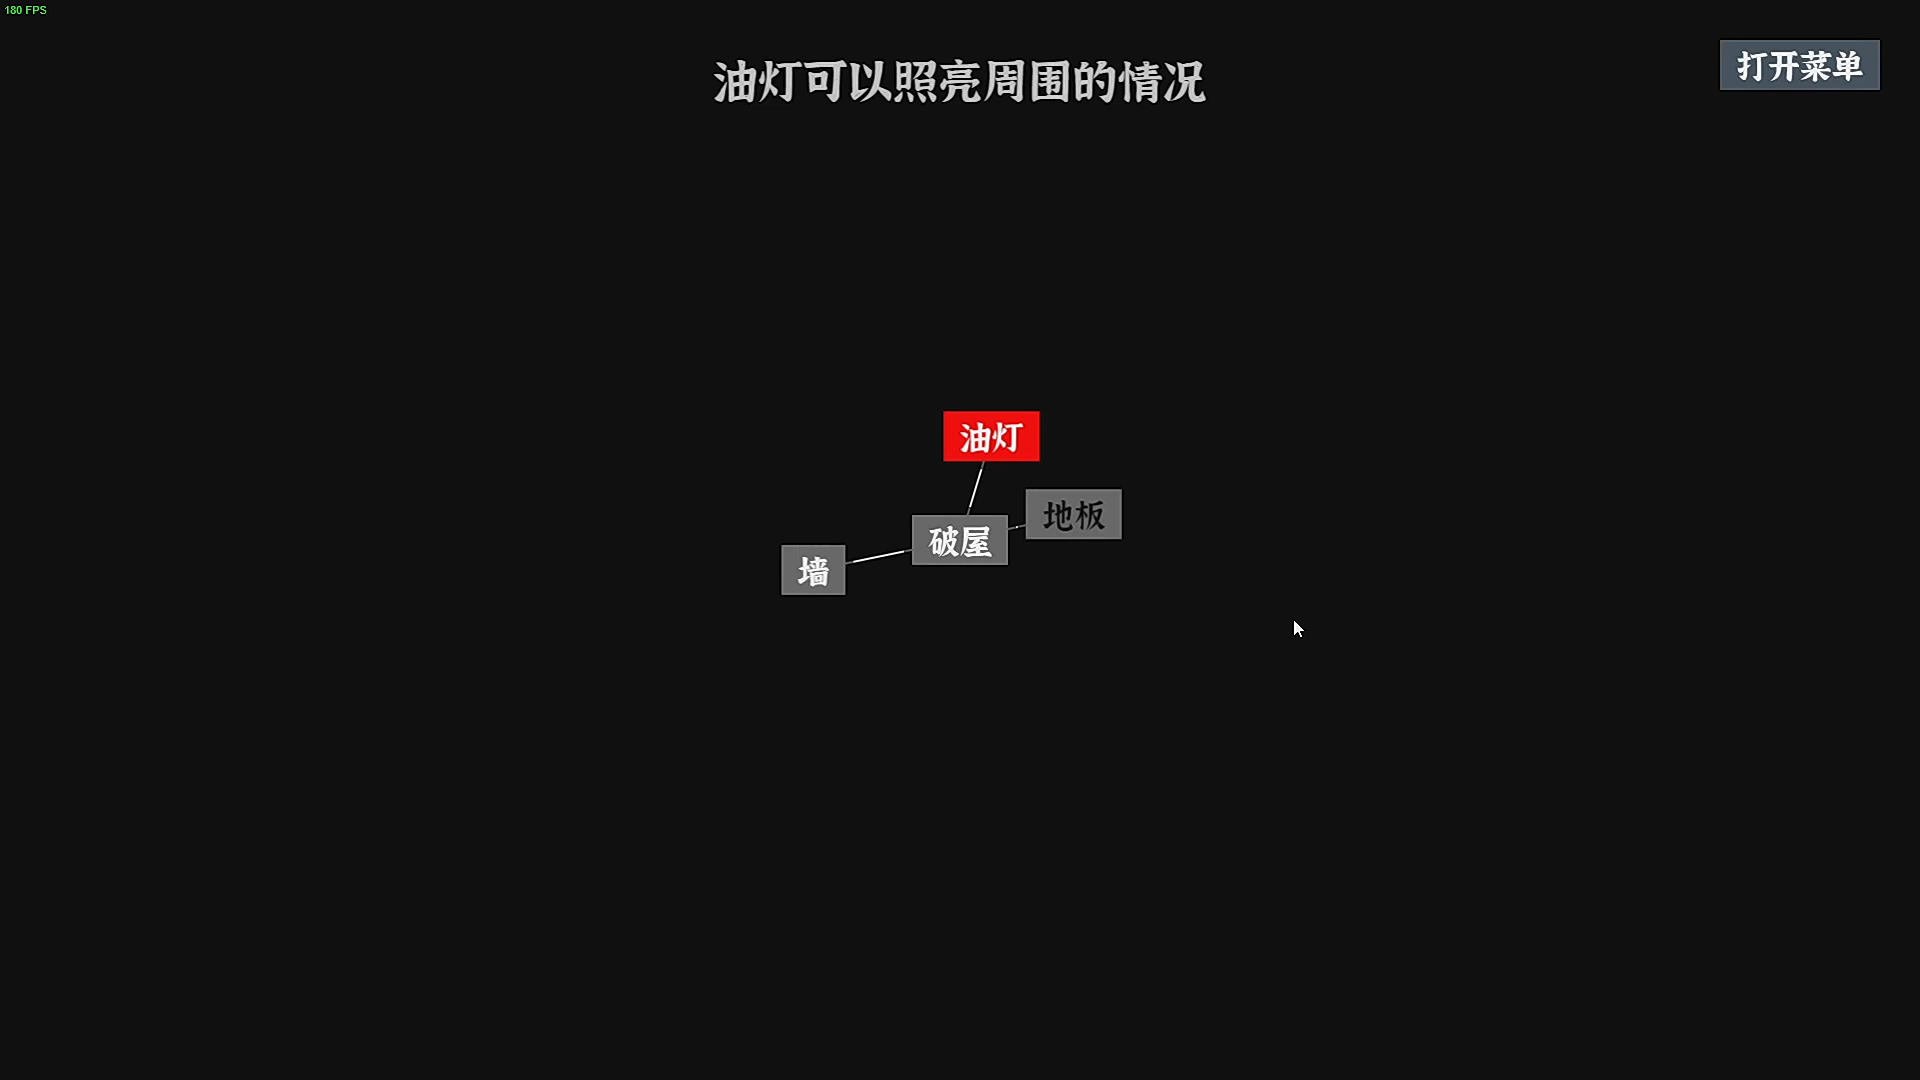 180 FPS
油灯可以照亮周围的情况
打开菜单
油灯
地板
破屋
墙